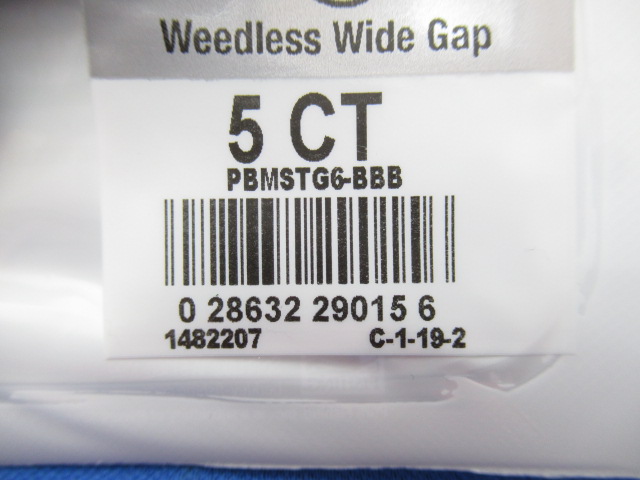 Weedless Wide Gap
5 CT
PBMSTG6-BBB
0 28632 29015 6
1482207 C-1-19-2